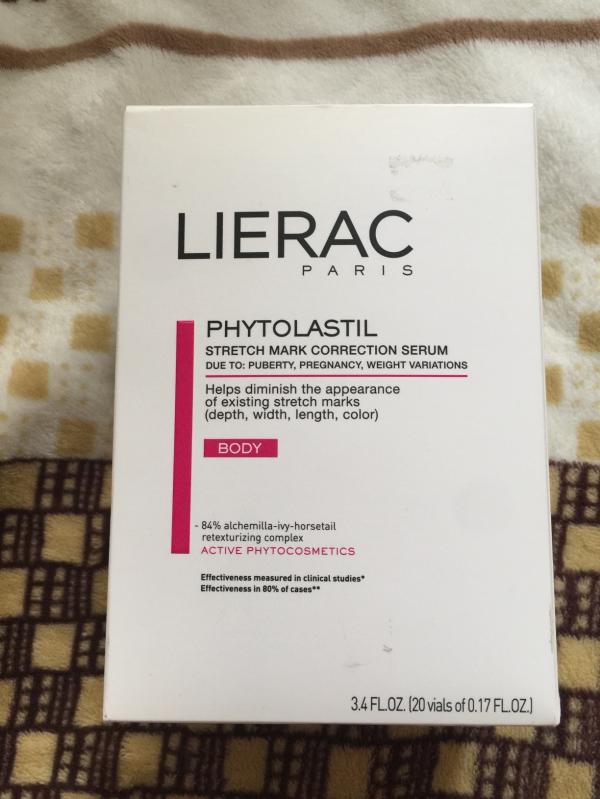 LIERAC
PARIS
PHYTOLASTIL
STRETCH MARK CORRECTION SERUM
DUE TO: PUBERTY, PREGNANCY, WEIGHT VARIATIONS
Helps diminish the appearance
of existing stretch marks
(depth, width, length, color)
BODY
- 84% alchemilla-ivy-horsetail
retexturizing complex
ACTIVE PHYTOCOSMETICS
Effectiveness measured in clinical studies*
Effectiveness in 80% of cases**
3.4 FL.OZ. (20 vials of 0.17 FL.OZ.)